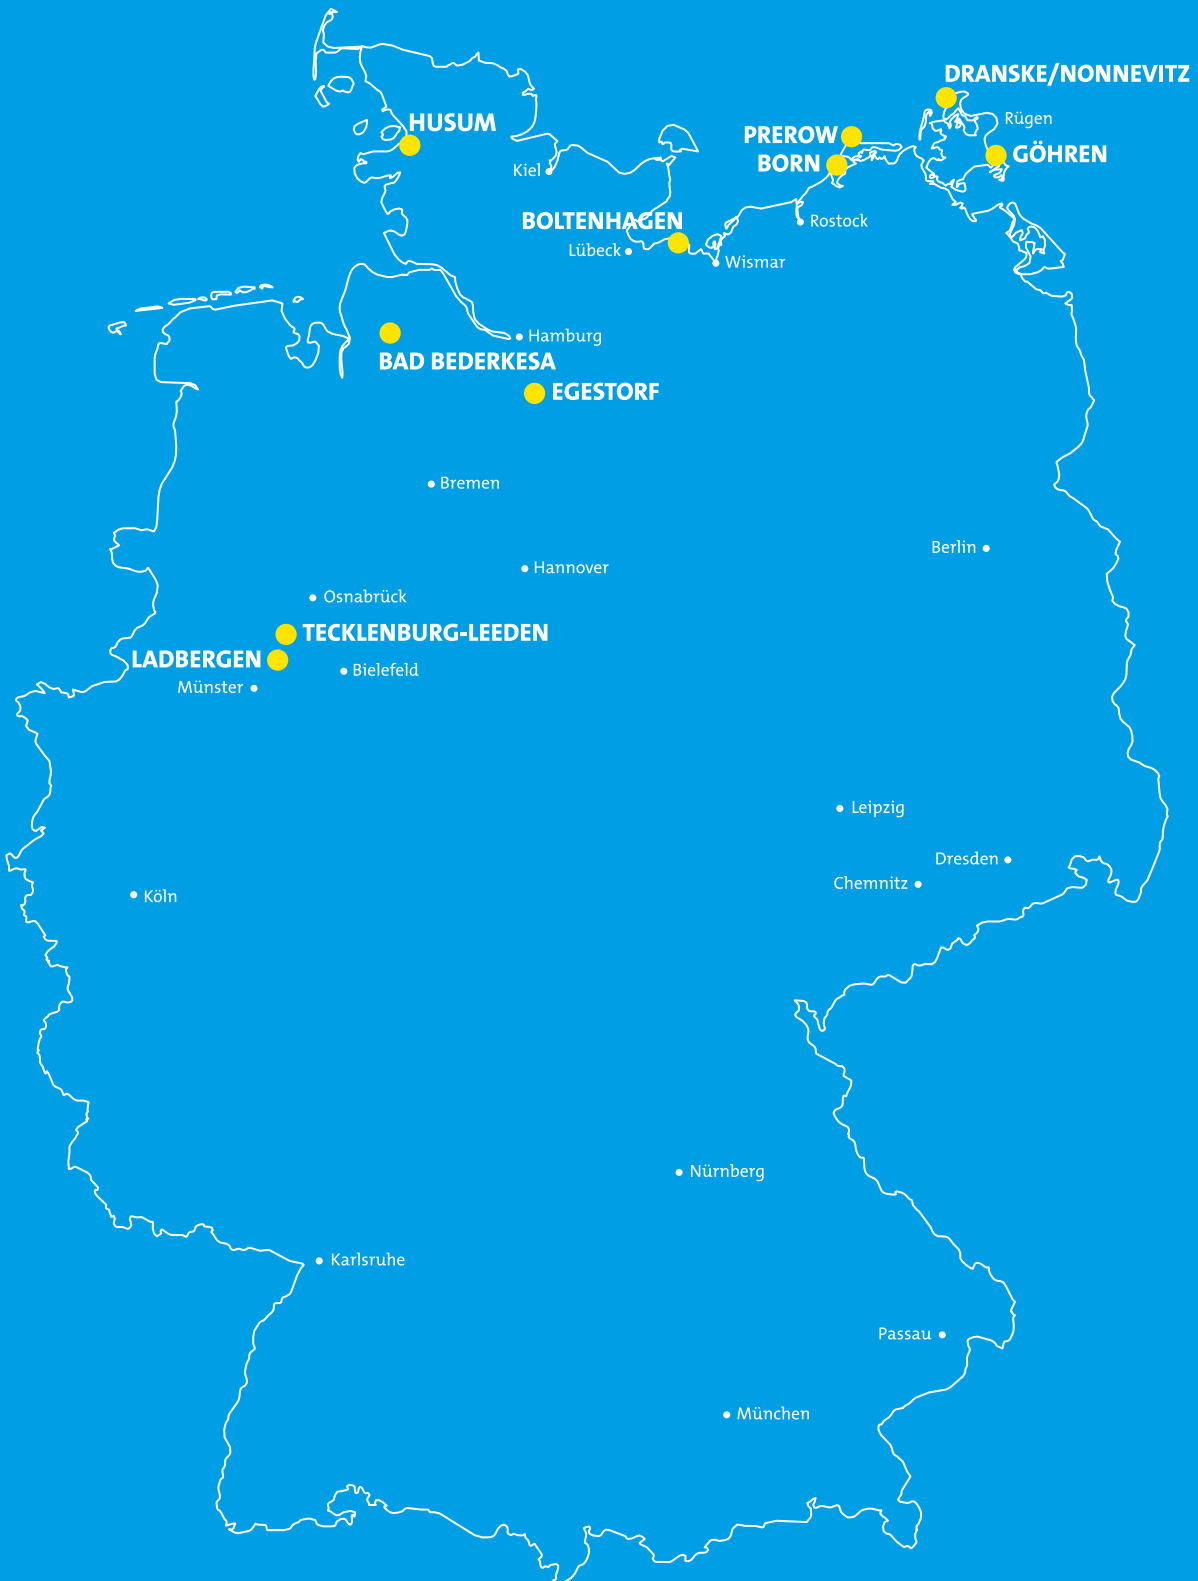 DRANSKE/NONNEVITZ
Rügen
HUSUM
PREROW
GÖHREN
BORN
Kiel
BOLTENHAGEN
Rostock
Lübeck
Wismar
Hamburg
BAD BEDERKESA
EGESTORF
Bremen
Berlin
Hannover
Osnabrück
TECKLENBURG-LEEDEN
LADBERGEN
Bielefeld
Münster
Leipzig
Dresden
Chemnitz
Köln
Nürnberg
Karlsruhe
Passau
München